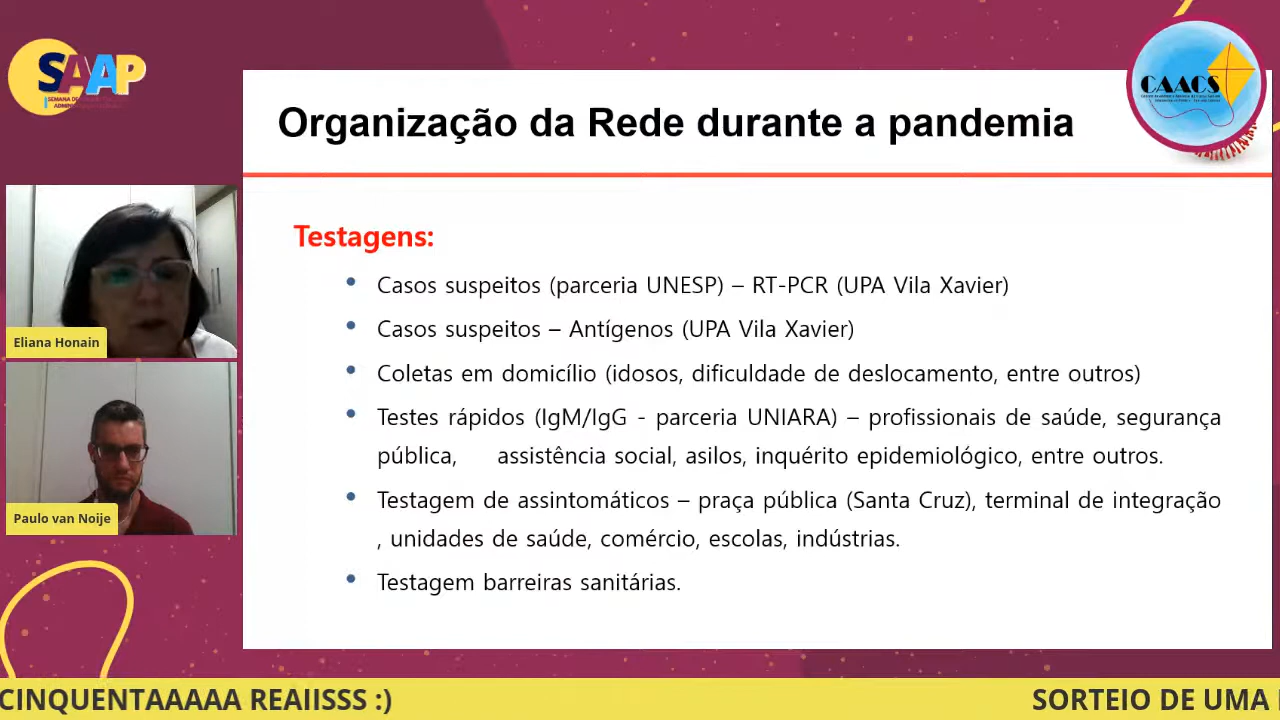 SAAP
CAACS
Organização da Rede durante a pandemia
Testagens:
• Casos suspeitos (parceria UNESP) – RT-PCR (UPA Vila Xavier)
• Casos suspeitos – Antígenos (UPA Vila Xavier)
• Coletas em domicílio (idosos, dificuldade de deslocamento, entre outros)
• Testes rápidos (IgM/IgG - parceria UNIARA) – profissionais de saúde, segurança
pública, assistência social, asilos, inquérito epidemiológico, entre outros.
• Testagem de assintomáticos – praça pública (Santa Cruz), terminal de integração
, unidades de saúde, comércio, escolas, indústrias.
• Testagem barreiras sanitárias.
Eliana Honain
Paulo van Noije
CINQUENTAAAAA REAIISSS :)
SORTEIO DE UMA